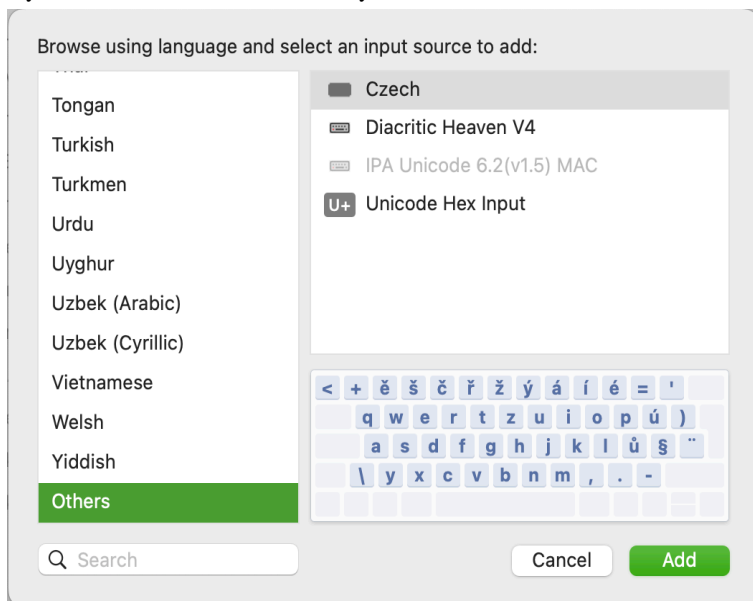 Browse using language and select an input source to add:
Tongan
Turkish
Turkmen
Urdu
Uyghur
Uzbek (Arabic)
Uzbek (Cyrillic)
Vietnamese
Welsh
Yiddish
Others
Czech
Diacritic Heaven V4
IPA Unicode 6.2(v1.5) MAC
U+ Unicode Hex Input
< + ě š č ř ž ý á í é = '
q w e r t z u i o p ú )
a s d f g h j k l ů § ¨
\ y x c v b n m , . -
Search
Cancel
Add